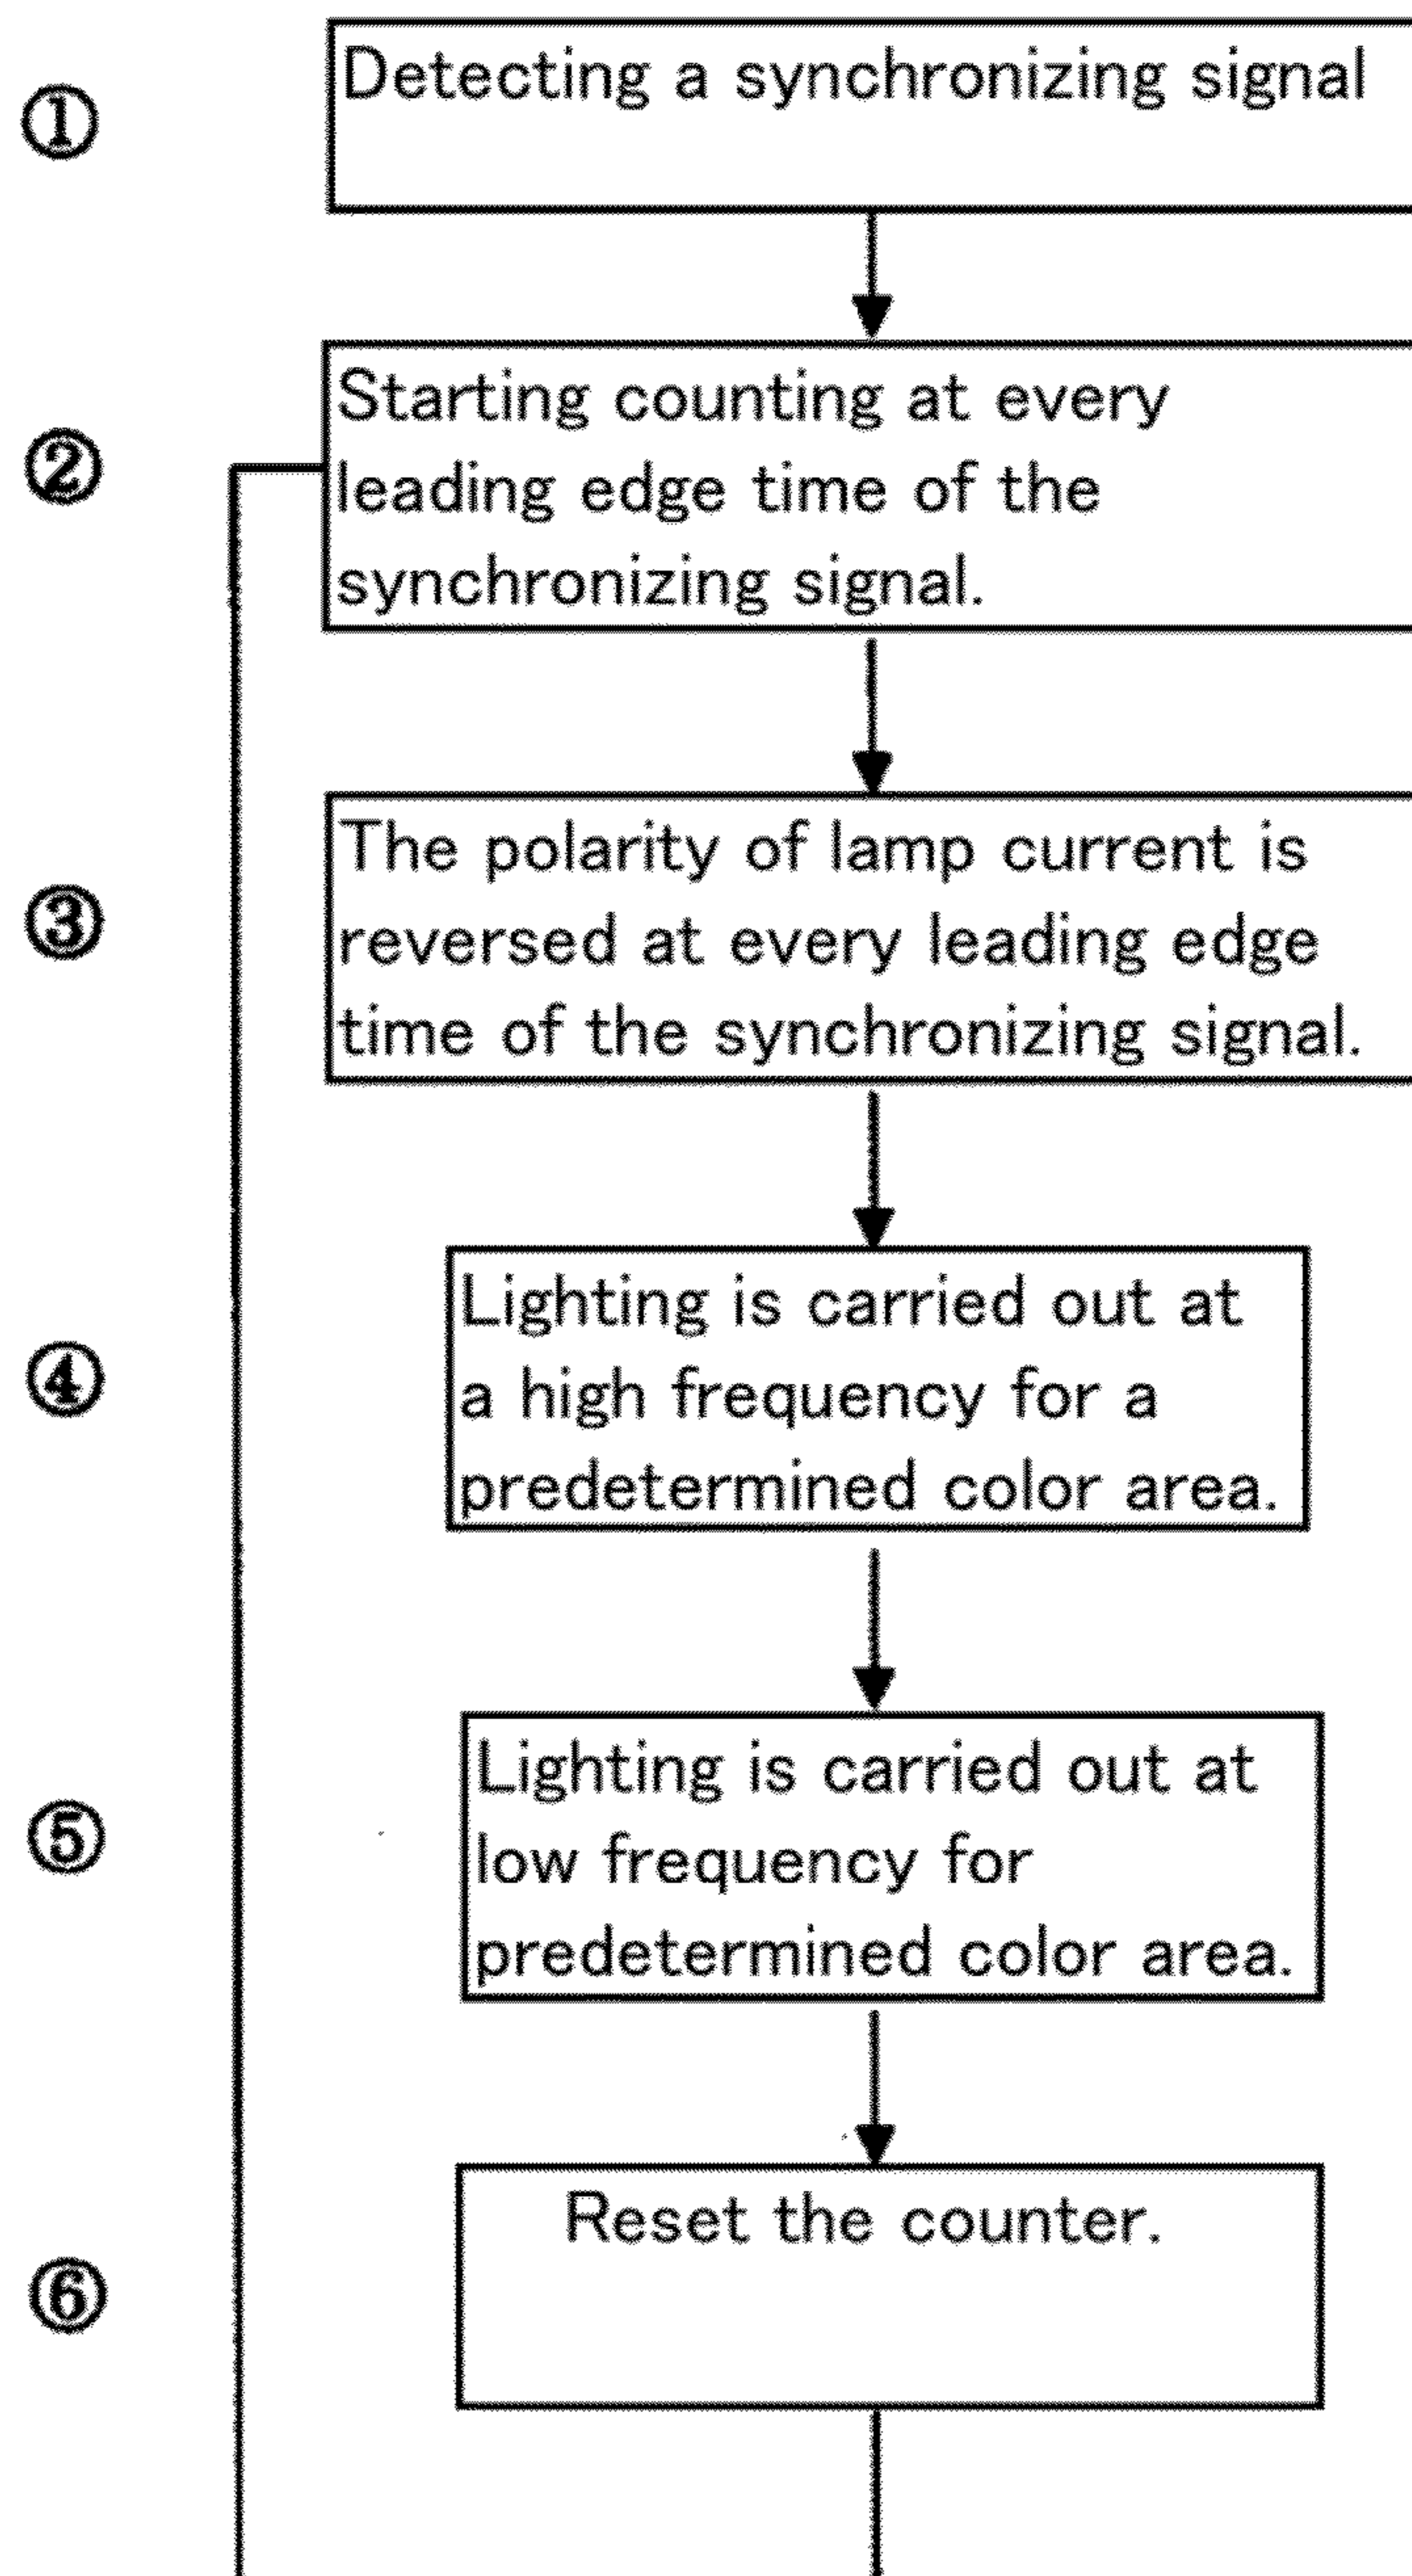 ① Detecting a synchronizing signal
② Starting counting at every
leading edge time of the
synchronizing signal.
③ The polarity of lamp current is
reversed at every leading edge
time of the synchronizing signal.
④ Lighting is carried out at
a high frequency for a
predetermined color area.
⑤ Lighting is carried out at
low frequency for
predetermined color area.
⑥ Reset the counter.